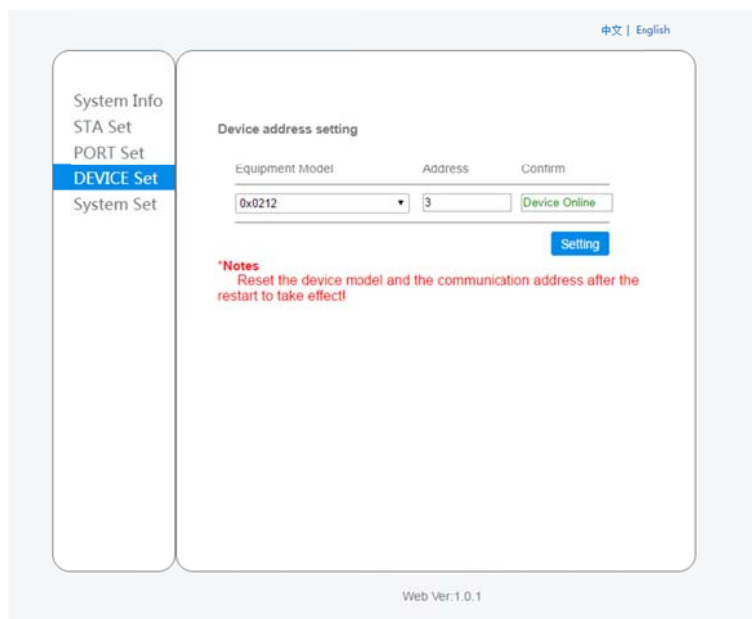 中文 | English
System Info
STA Set
PORT Set
DEVICE Set
System Set
Device address setting
Equipment Model Address Confirm
0x0212 3 Device Online
Setting
*Notes
Reset the device model and the communication address after the
restart to take effect!
Web Ver:1.0.1